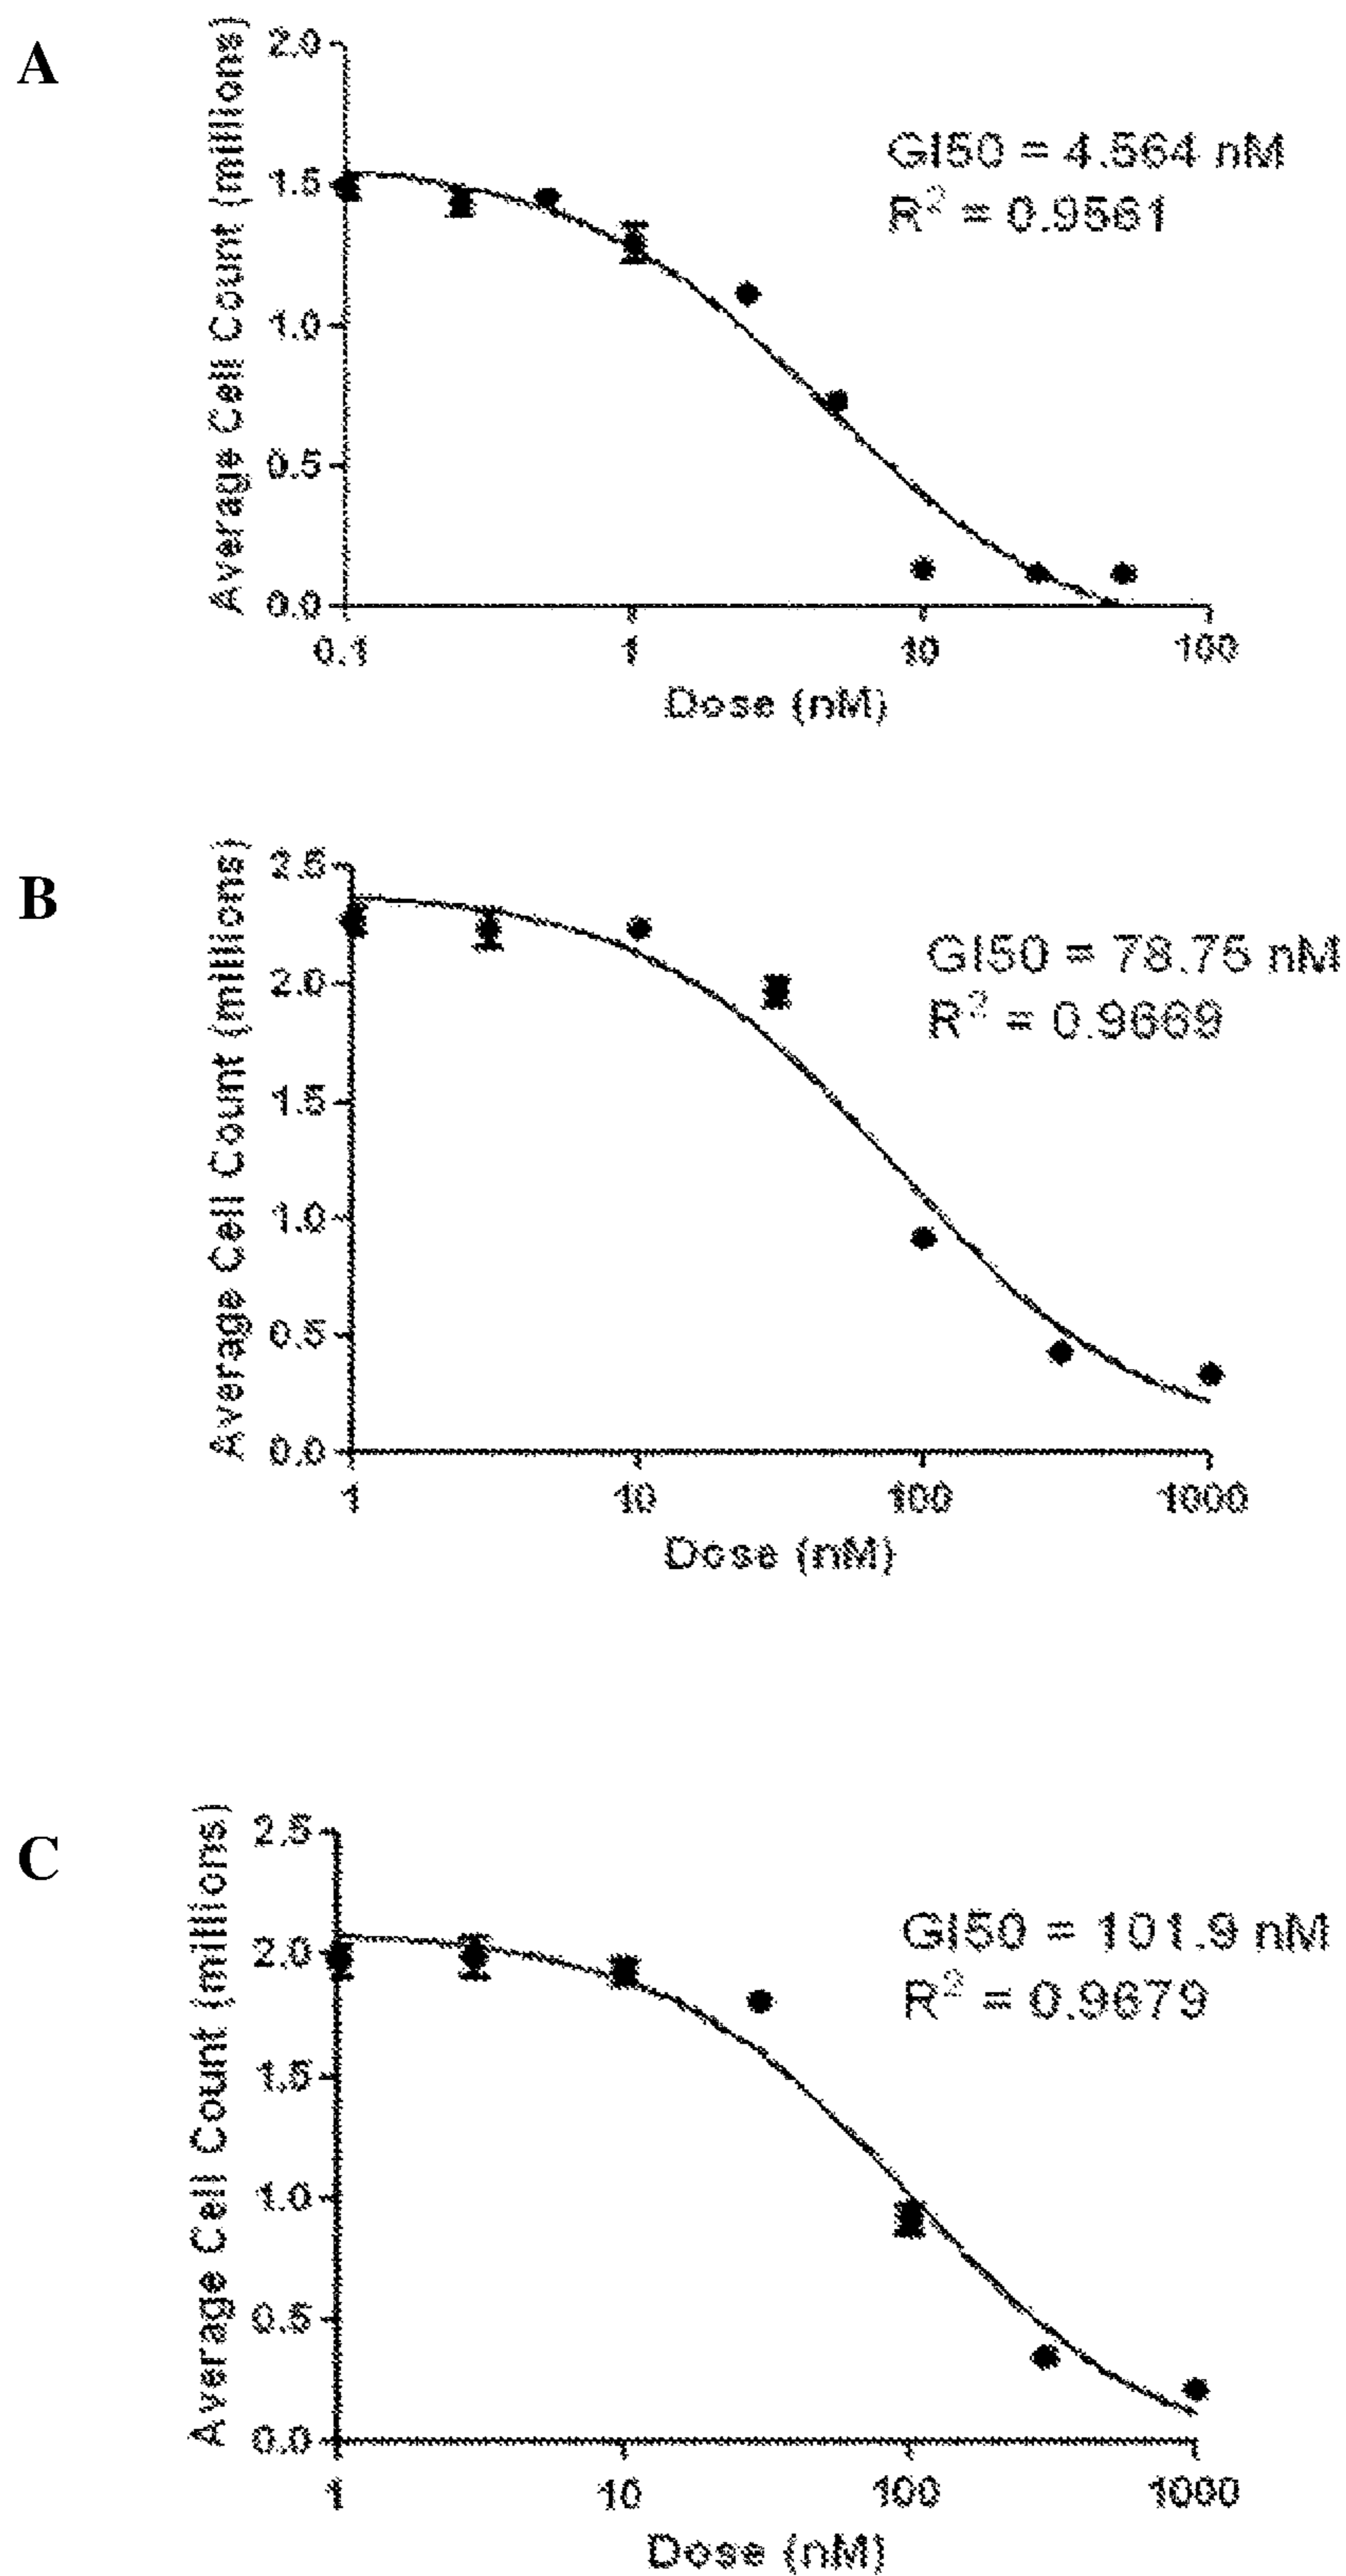 A
Average Cell Count (millions)
2.0
1.5
1.0
0.5
0.0
GI50 = 4.564 nM
R² = 0.9561
0.1 1 10 100
Dose (nM)
B
Average Cell Count (millions)
2.5
2.0
1.5
1.0
0.5
0.0
GI50 = 78.75 nM
R² = 0.9669
1 10 100 1000
Dose (nM)
C
Average Cell Count (millions)
2.5
2.0
1.5
1.0
0.5
0.0
GI50 = 101.9 nM
R² = 0.9679
1 10 100 1000
Dose (nM)